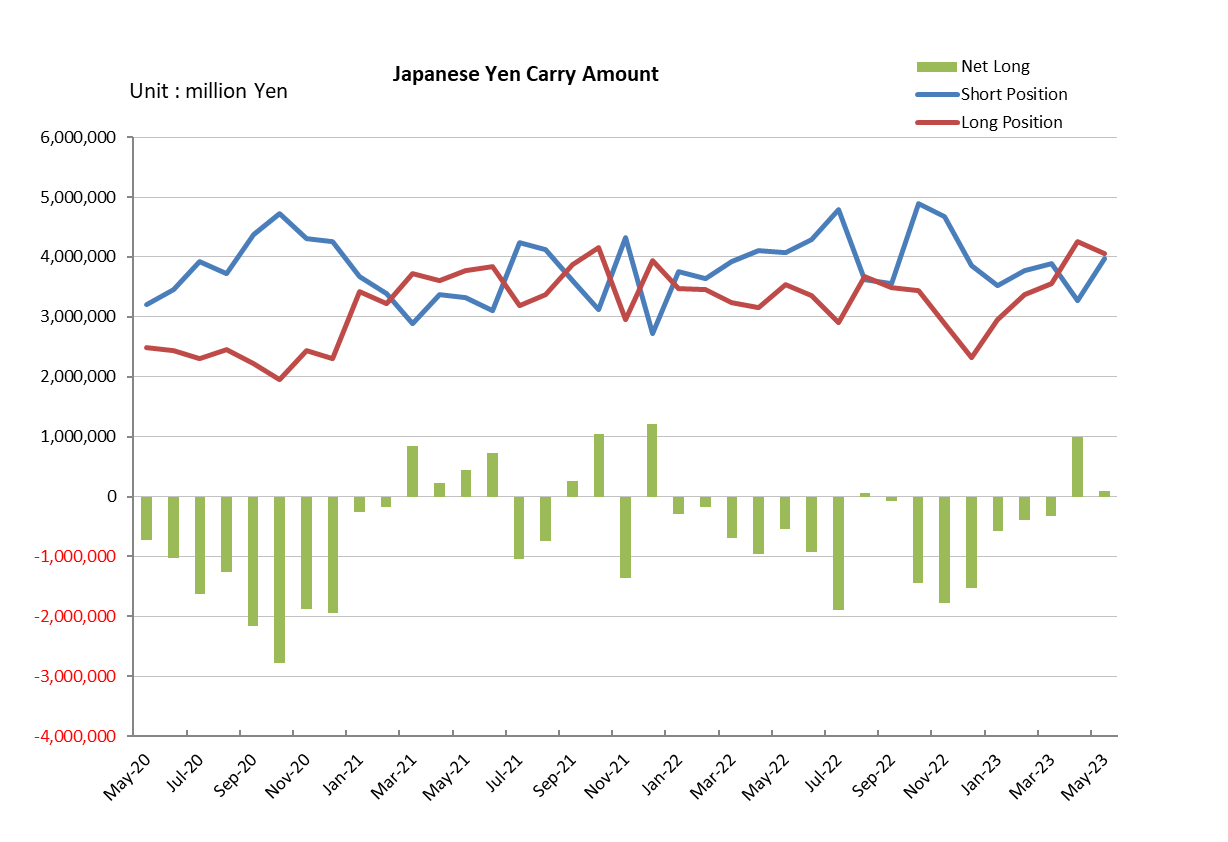 Japanese Yen Carry Amount
Unit : million Yen
Net Long
Short Position
Long Position
6,000,000
5,000,000
4,000,000
3,000,000
2,000,000
1,000,000
0
-1,000,000
-2,000,000
-3,000,000
-4,000,000
May-20
Jul-20
Sep-20
Nov-20
Jan-21
Mar-21
May-21
Jul-21
Sep-21
Nov-21
Jan-22
Mar-22
May-22
Jul-22
Sep-22
Nov-22
Jan-23
Mar-23
May-23